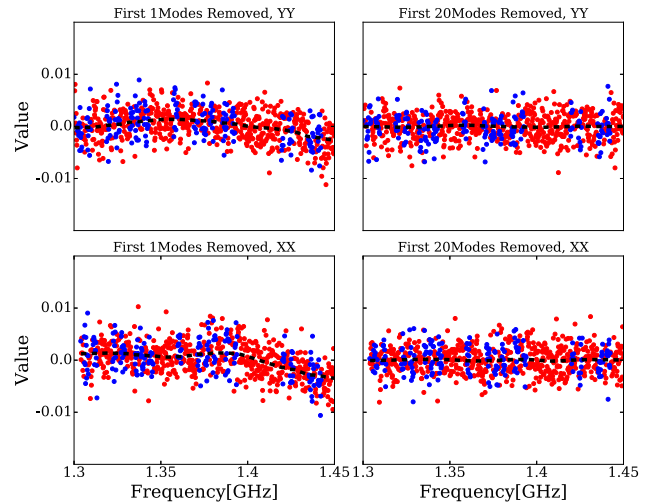 First 1Modes Removed, YY
First 20Modes Removed, YY
0.01
0.0
-0.01
Value
First 1Modes Removed, XX
First 20Modes Removed, XX
0.01
0.0
-0.01
Value
1.3 1.35 1.4 1.45
1.3 1.35 1.4 1.45
Frequency[GHz]
Frequency[GHz]